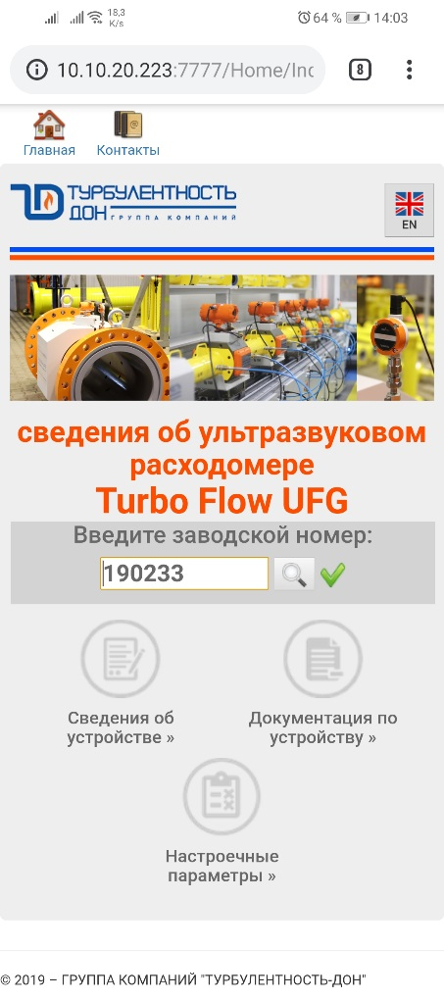 18,3
K/s
64 %
14:03
10.10.20.223:7777/Home/Inc
8
Главная
Контакты
ТУРБУЛЕНТНОСТЬ
ДОН
ГРУППА КОМПАНИЙ
EN
сведения об ультразвуковом
расходомере
Turbo Flow UFG
Введите заводской номер:
190233
Сведения об
устройстве »
Документация по
устройству »
Настроечные
параметры »
© 2019 – ГРУППА КОМПАНИЙ "ТУРБУЛЕНТНОСТЬ-ДОН"